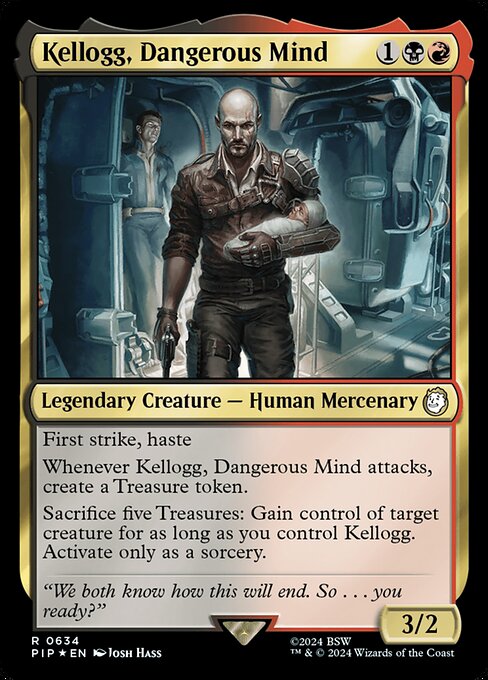 Kellogg, Dangerous Mind 1
Legendary Creature — Human Mercenary
First strike, haste
Whenever Kellogg, Dangerous Mind attacks,
create a Treasure token.
Sacrifice five Treasures: Gain control of target
creature for as long as you control Kellogg.
Activate only as a sorcery.
“We both know how this will end. So . . . you
ready?”
3/2
R 0634
PIP★EN Josh Hass
©2024 BSW
™ & © 2024 Wizards of the Coast